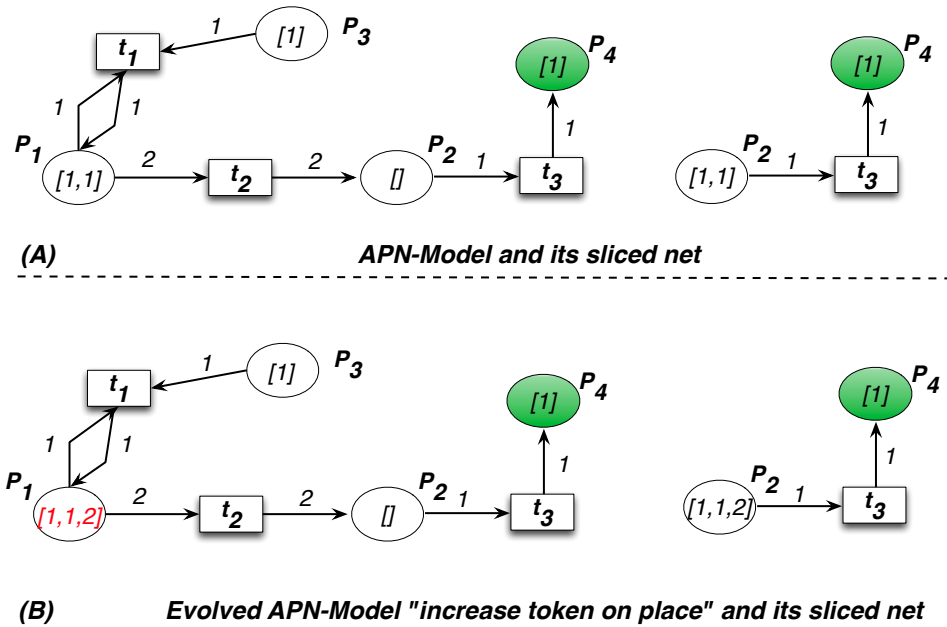 1
[1]
P3
t1
P4
[1]
P4
[1]
1
1
1
1
P1
[1,1]
2
t2
2
[]
P2
1
t3
[1,1]
P2
1
t3
(A) APN-Model and its sliced net
1
[1]
P3
t1
P4
[1]
P4
[1]
1
1
1
1
P1
[1,1,2]
2
t2
2
[]
P2
1
t3
[1,1,2]
P2
1
t3
(B) Evolved APN-Model "increase token on place" and its sliced net